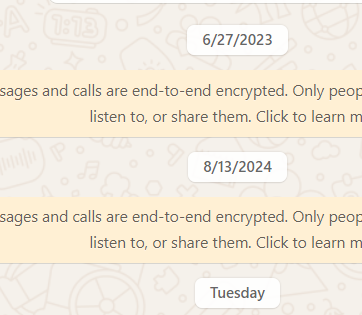 6/27/2023
sages and calls are end-to-end encrypted. Only peop
listen to, or share them. Click to learn m
8/13/2024
sages and calls are end-to-end encrypted. Only peop
listen to, or share them. Click to learn m
Tuesday